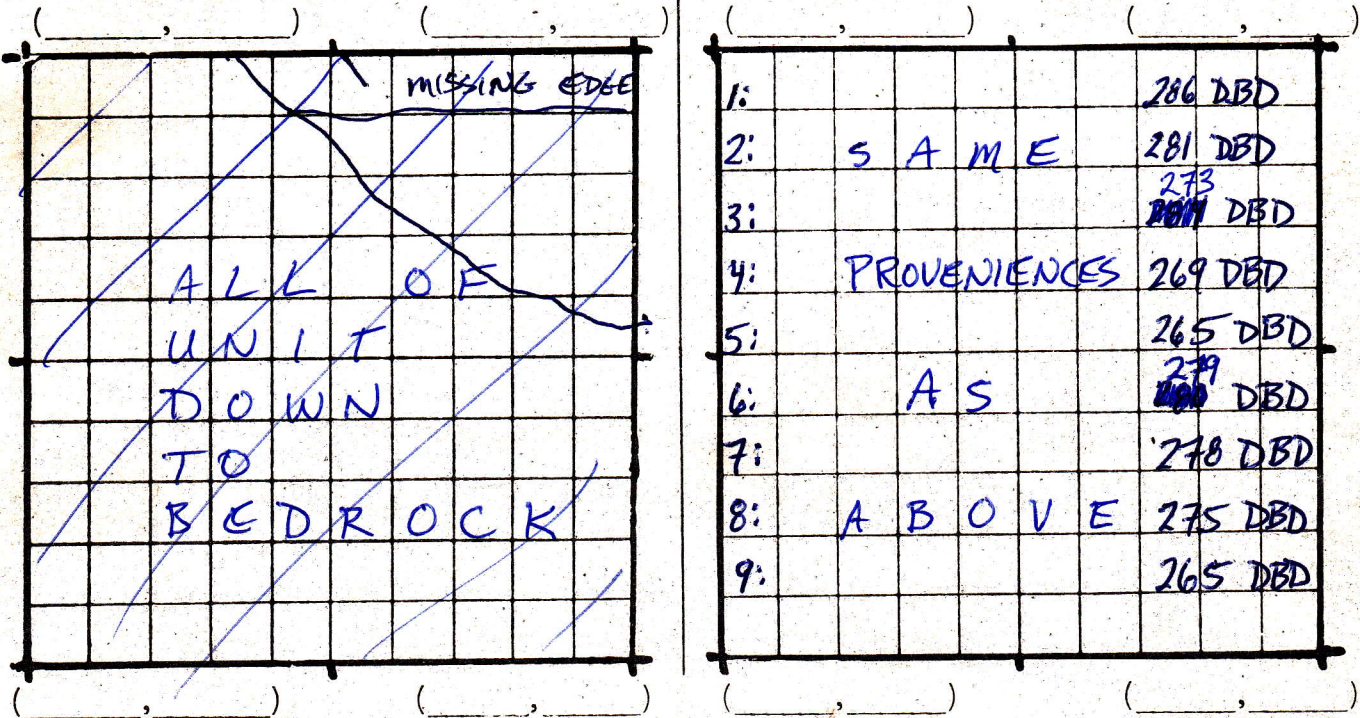 MISSING EDGE
ALL OF
UNIT
DOWN
TO
BEDROCK
1: 286 DBD
2: SAME 281 DBD
3: 273 DBD
4: PROVENIENCES 269 DBD
5: 265 DBD
6: AS 279 DBD
7: 278 DBD
8: ABOVE 275 DBD
9: 265 DBD